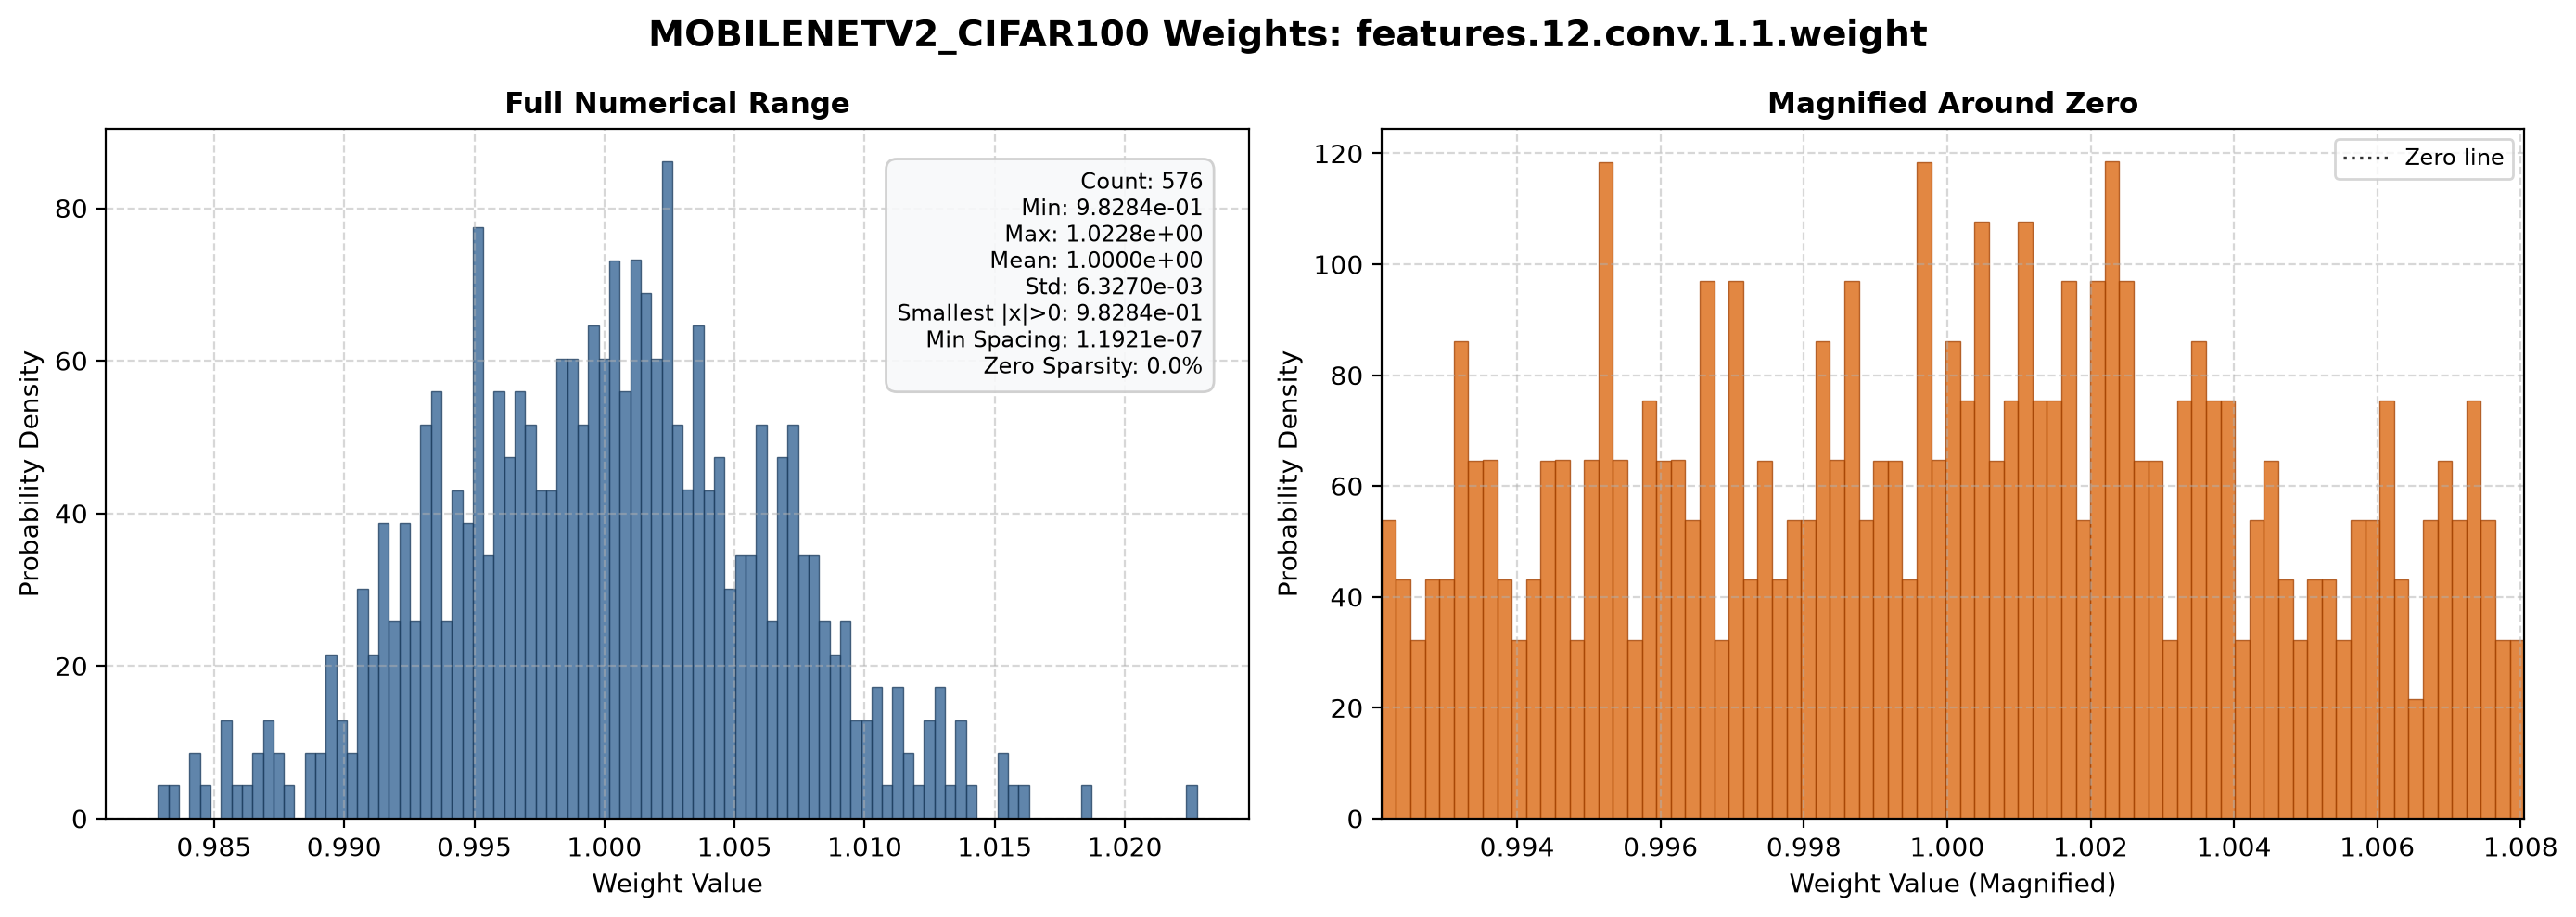 MOBILENETV2_CIFAR100 Weights: features.12.conv.1.1.weight
Full Numerical Range
Probability Density
80
60
40
20
0
Count: 576
Min: 9.8284e-01
Max: 1.0228e+00
Mean: 1.0000e+00
Std: 6.3270e-03
Smallest |x|>0: 9.8284e-01
Min Spacing: 1.1921e-07
Zero Sparsity: 0.0%
0.985 0.990 0.995 1.000 1.005 1.010 1.015 1.020
Weight Value
Magnified Around Zero
Probability Density
120
100
80
60
40
20
0
Zero line
0.994 0.996 0.998 1.000 1.002 1.004 1.006 1.008
Weight Value (Magnified)